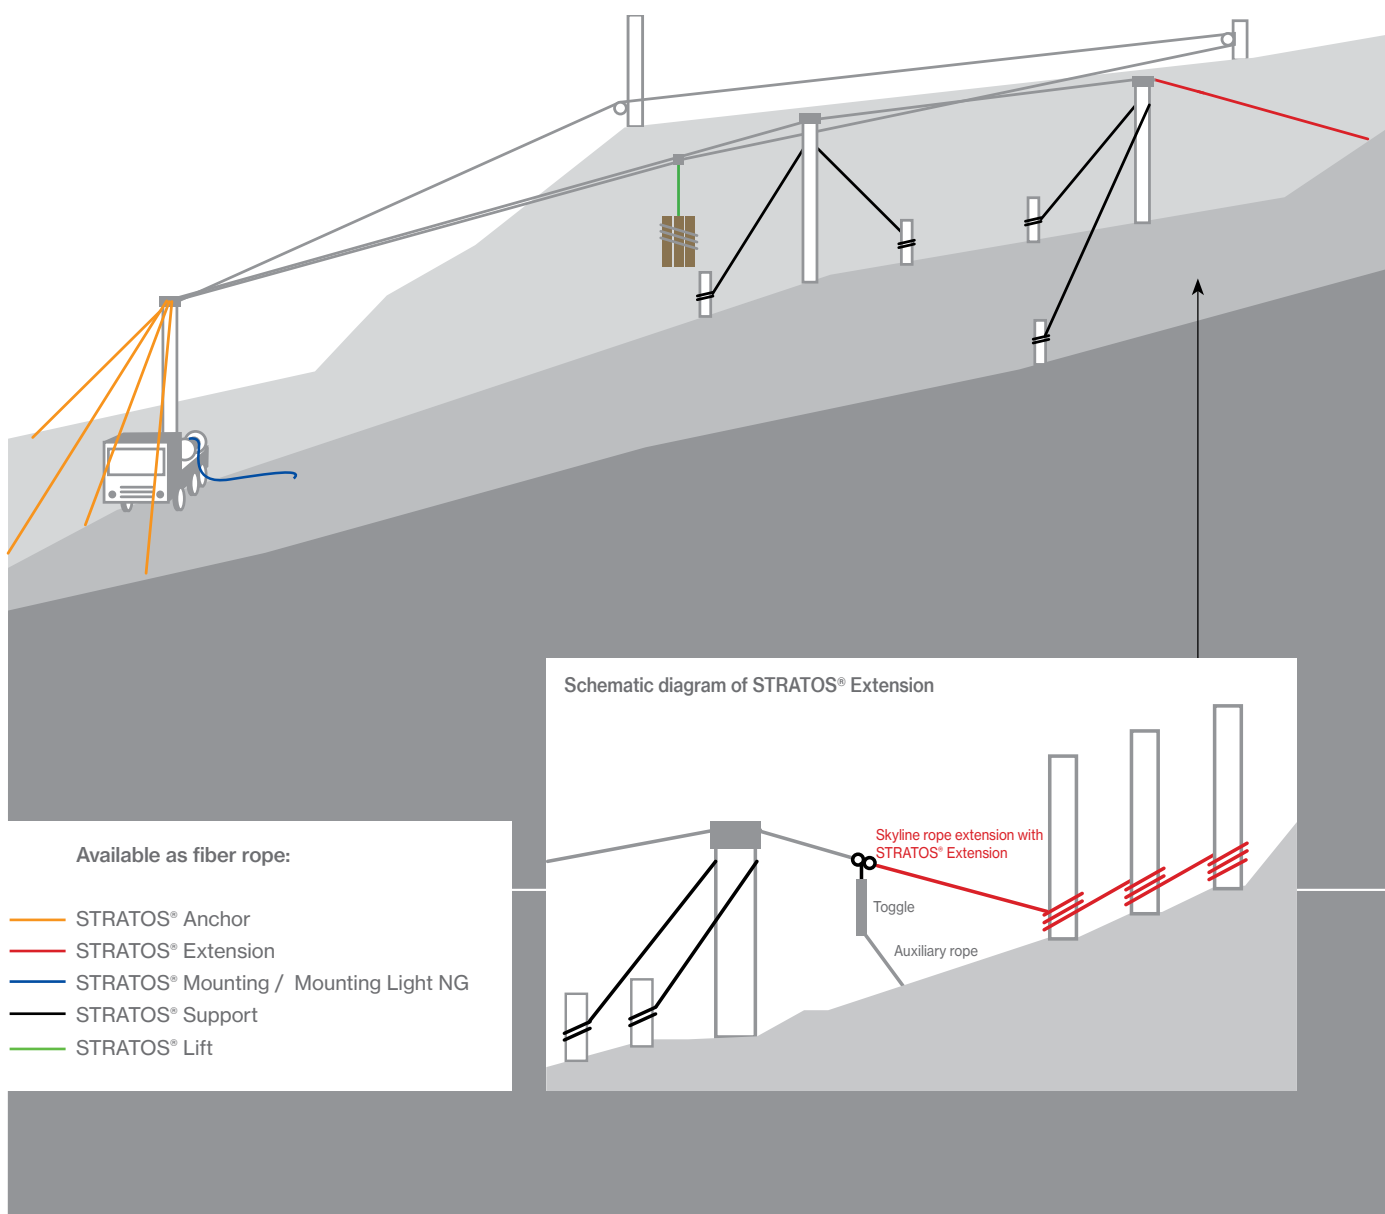 Schematic diagram of STRATOS® Extension
Skyline rope extension with
STRATOS® Extension
Toggle
Auxiliary rope
Available as fiber rope:
STRATOS® Anchor
STRATOS® Extension
STRATOS® Mounting / Mounting Light NG
STRATOS® Support
STRATOS® Lift